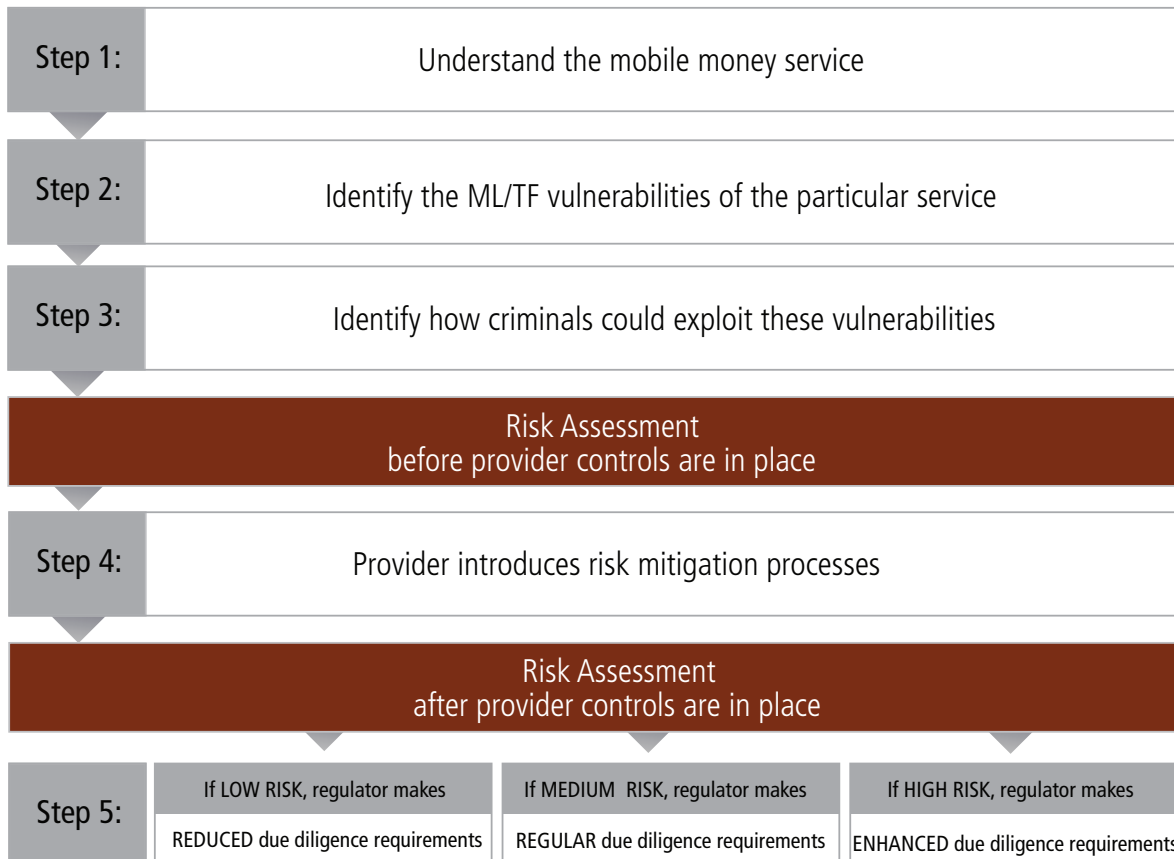 Step 1:
Understand the mobile money service
Step 2:
Identify the ML/TF vulnerabilities of the particular service
Step 3:
Identify how criminals could exploit these vulnerabilities
Risk Assessment
before provider controls are in place
Step 4:
Provider introduces risk mitigation processes
Risk Assessment
after provider controls are in place
Step 5:
If LOW RISK, regulator makes
REDUCED due diligence requirements
If MEDIUM RISK, regulator makes
REGULAR due diligence requirements
If HIGH RISK, regulator makes
ENHANCED due diligence requirements